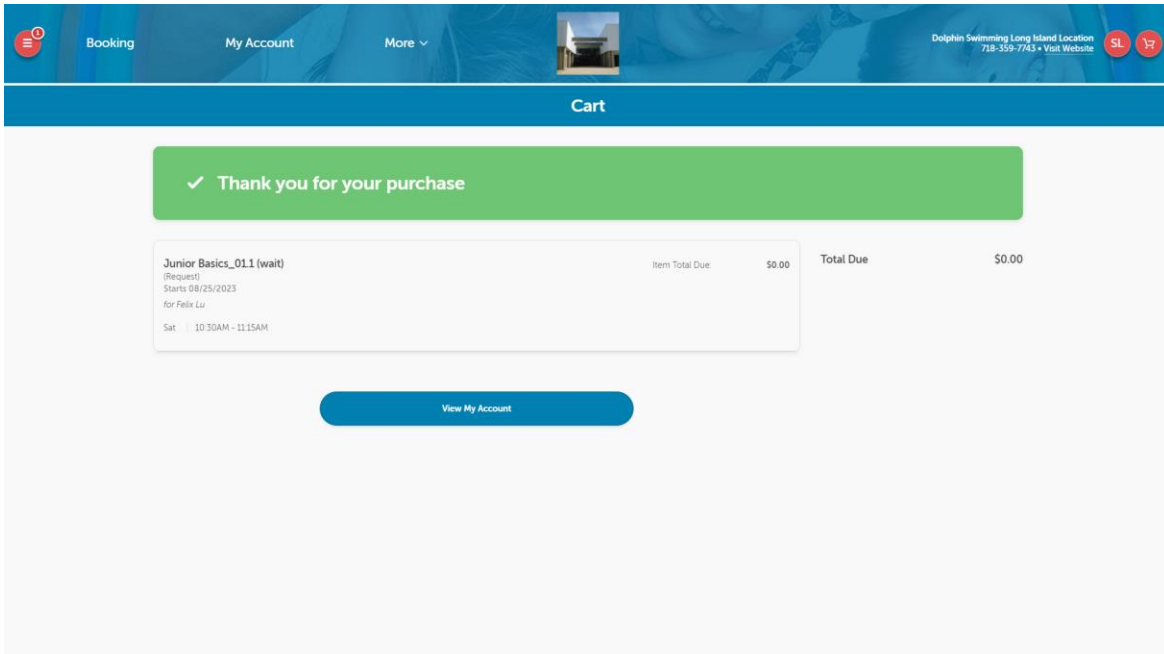 1
Booking
My Account
More
Dolphin Swimming Long Island Location
718-359-7743 • Visit Website
SL
Cart
Thank you for your purchase
Junior Basics_01.1 (wait)
(Request)
Starts 08/25/2023
for Felix Lu
Sat 10:30AM - 11:15AM
Item Total Due: $0.00
Total Due $0.00
View My Account